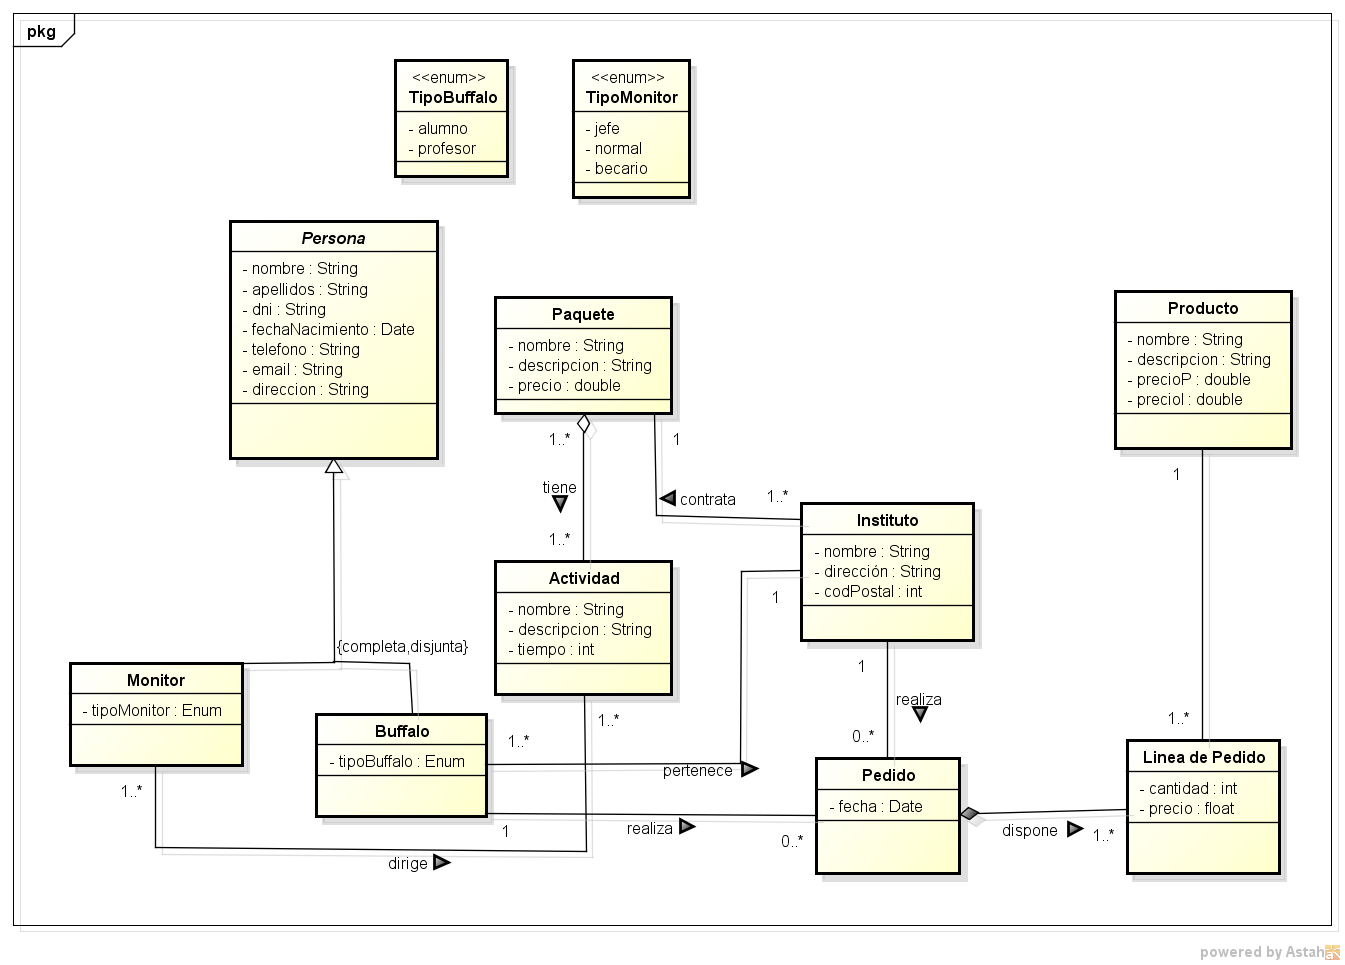 pkg
<<enum>>
TipoBuffalo
- alumno
- profesor
<<enum>>
TipoMonitor
- jefe
- normal
- becario
Persona
- nombre : String
- apellidos : String
- dni : String
- fechaNacimiento : Date
- telefono : String
- email : String
- direccion : String
Paquete
- nombre : String
- descripcion : String
- precio : double
Producto
- nombre : String
- descripcion : String
- precioP : double
- precioI : double
1..*
1
tiene
1..*
contrata
1..*
1
Instituto
- nombre : String
- dirección : String
- codPostal : int
Actividad
- nombre : String
- descripcion : String
- tiempo : int
1
{completa,disjunta}
1
realiza
0..*
1..*
Monitor
- tipoMonitor : Enum
Buffalo
- tipoBuffalo : Enum
1..*
1..*
pertenece
Pedido
- fecha : Date
Linea de Pedido
- cantidad : int
- precio : float
1..*
1
realiza
0..*
dispone
1..*
dirige
powered by Astah